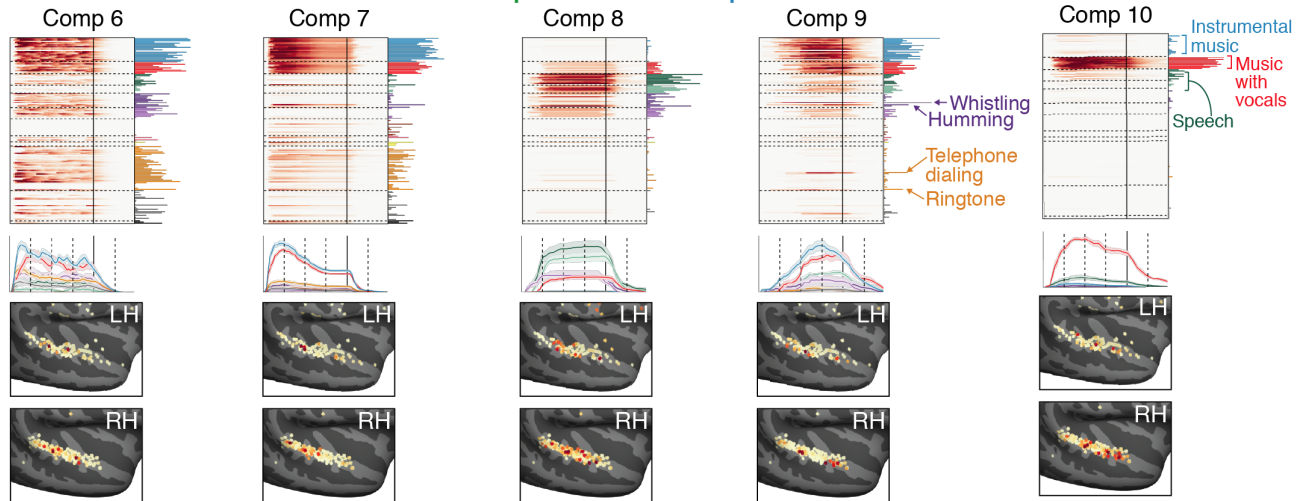 Comp 6
Comp 7
Comp 8
Comp 9
Comp 10
Instrumental
music
Music
with
vocals
Speech
Whistling
Humming
Telephone
dialing
Ringtone
LH
LH
LH
LH
LH
RH
RH
RH
RH
RH